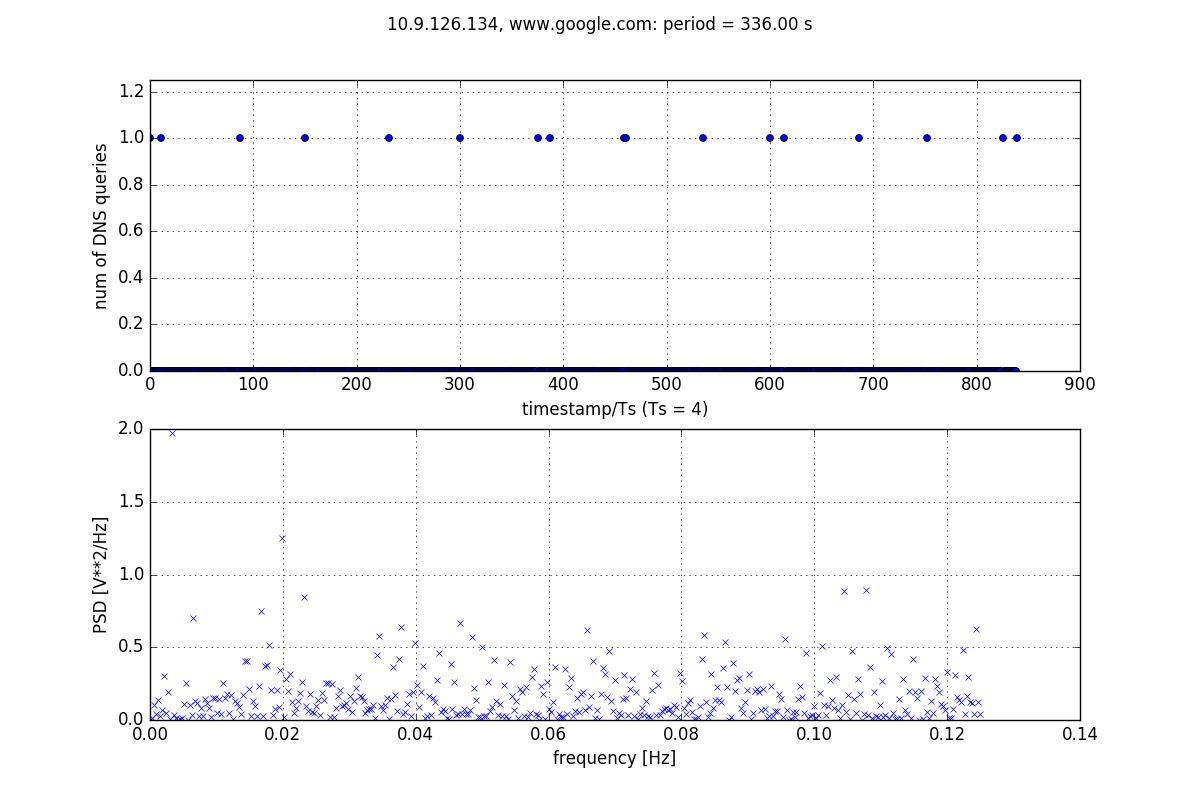 10.9.126.134, www.google.com: period = 336.00 s
1.2
1.0
0.8
0.6
0.4
0.2
0.0
num of DNS queries
0 100 200 300 400 500 600 700 800 900
timestamp/Ts (Ts = 4)
2.0
1.5
1.0
0.5
0.0
PSD [V**2/Hz]
0.00 0.02 0.04 0.06 0.08 0.10 0.12 0.14
frequency [Hz]